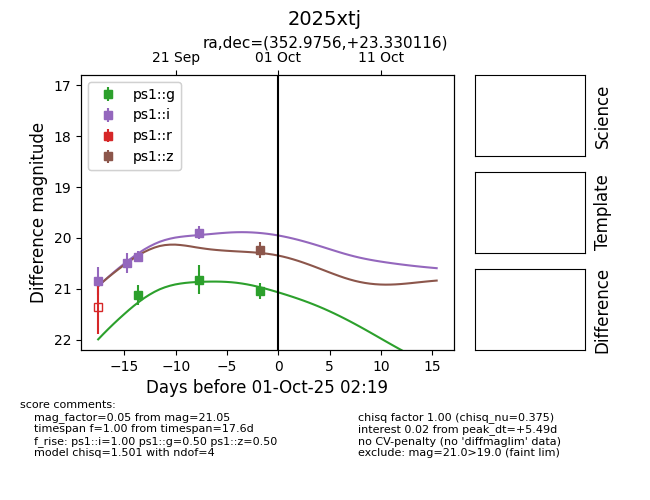 2025xtj
ra,dec=(352.9756,+23.330116)
21 Sep 01 Oct 11 Oct
17
18
19
20
21
22
Difference magnitude
ps1::g
ps1::i
ps1::r
ps1::z
−15 −10 −5 0 5 10 15
Days before 01-Oct-25 02:19
Science
Template
Difference
score comments:
mag_factor=0.05 from mag=21.05
timespan f=1.00 from timespan=17.6d
f_rise: ps1::i=1.00 ps1::g=0.50 ps1::z=0.50
model chisq=1.501 with ndof=4
chisq factor 1.00 (chisq_nu=0.375)
interest 0.02 from peak_dt=+5.49d
no CV-penalty (no 'diffmaglim' data)
exclude: mag=21.0>19.0 (faint lim)